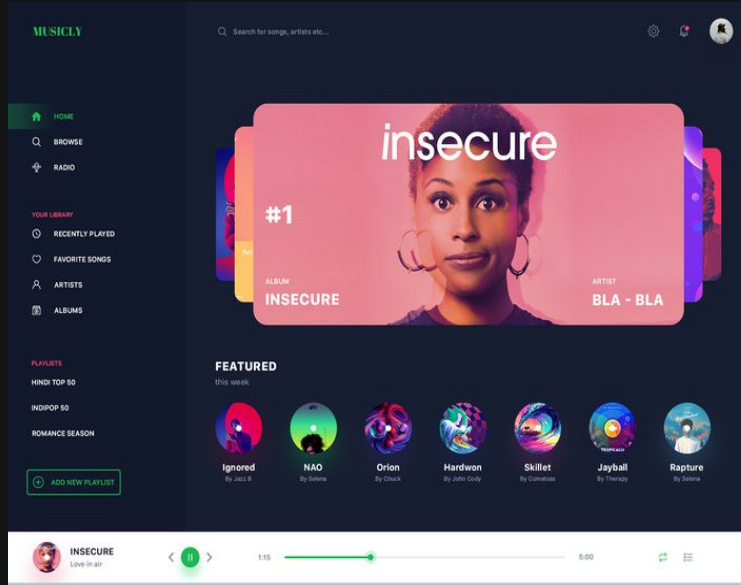 MUSICLY
Search for songs, artists etc...
HOME
BROWSE
RADIO
YOUR LIBRARY
RECENTLY PLAYED
FAVORITE SONGS
ARTISTS
ALBUMS
PLAYLISTS
HINDI TOP 50
INDIPOP 50
ROMANCE SEASON
ADD NEW PLAYLIST
insecure
#1
ALBUM
INSECURE
ARTIST
BLA - BLA
FEATURED
this week
Ignored
By Jazz B
NAO
By Selena
Orion
By Chuck
Hardwon
By John Cody
Skillet
By Comatose
TROPICALLY
Jayball
By Therapy
Rapture
By Selena
INSECURE
Love in air
1:15
5:00